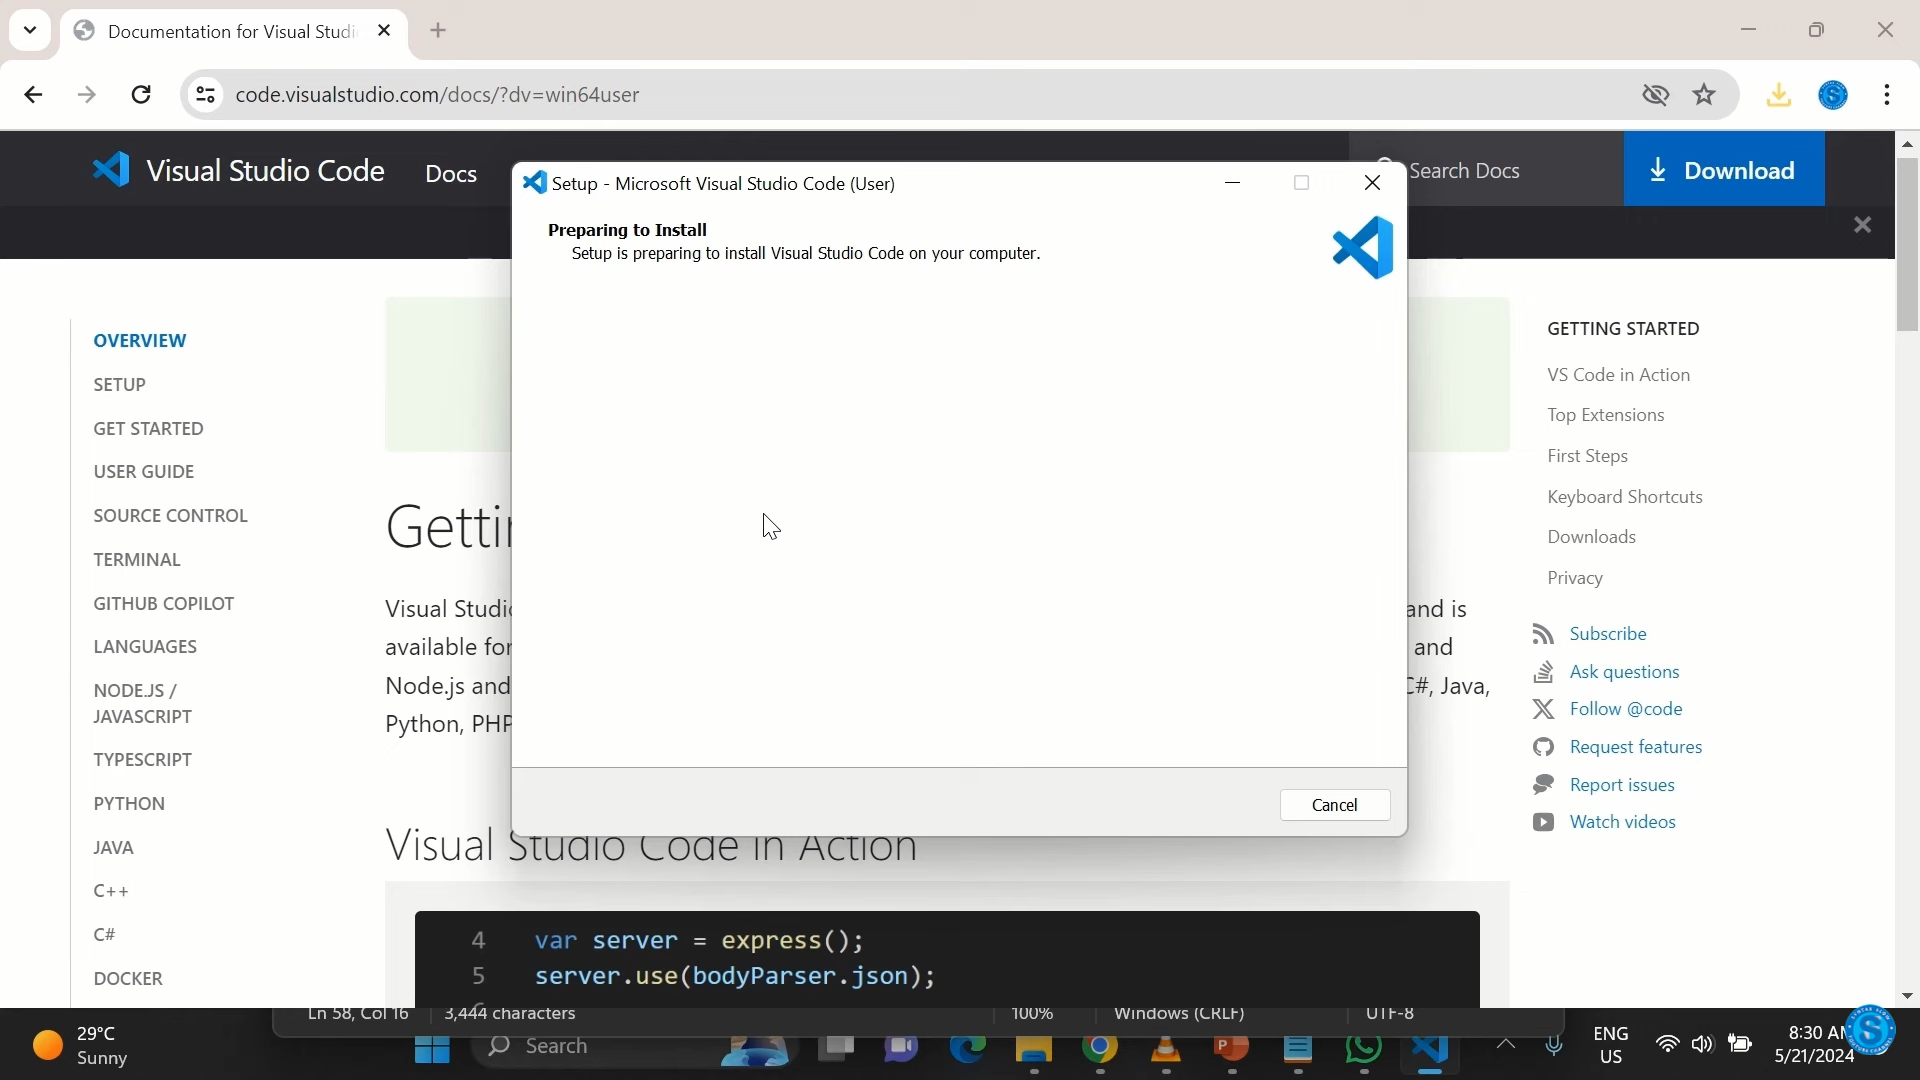 Documentation for Visual Studi
code.visualstudio.com/docs/?dv=win64user
Visual Studio Code
Docs
Search Docs
Download
Setup - Microsoft Visual Studio Code (User)
Preparing to Install
Setup is preparing to install Visual Studio Code on your computer.
Cancel
OVERVIEW
SETUP
GET STARTED
USER GUIDE
SOURCE CONTROL
TERMINAL
GITHUB COPILOT
LANGUAGES
NODE.JS /
JAVASCRIPT
TYPESCRIPT
PYTHON
JAVA
C++
C#
DOCKER
Getti
Visual Studi and is
available for and
Node.js and C#, Java,
Python, PHP
Visual Studio Code in Action
4 var server = express();
5 server.use(bodyParser.json);
6
GETTING STARTED
VS Code in Action
Top Extensions
First Steps
Keyboard Shortcuts
Downloads
Privacy
Subscribe
Ask questions
Follow @code
Request features
Report issues
Watch videos
Ln 58, Col 16 3,444 characters 100% Windows (CRLF) UTF-8
29°C
Sunny
Search
ENG
US
8:30 AM
5/21/2024